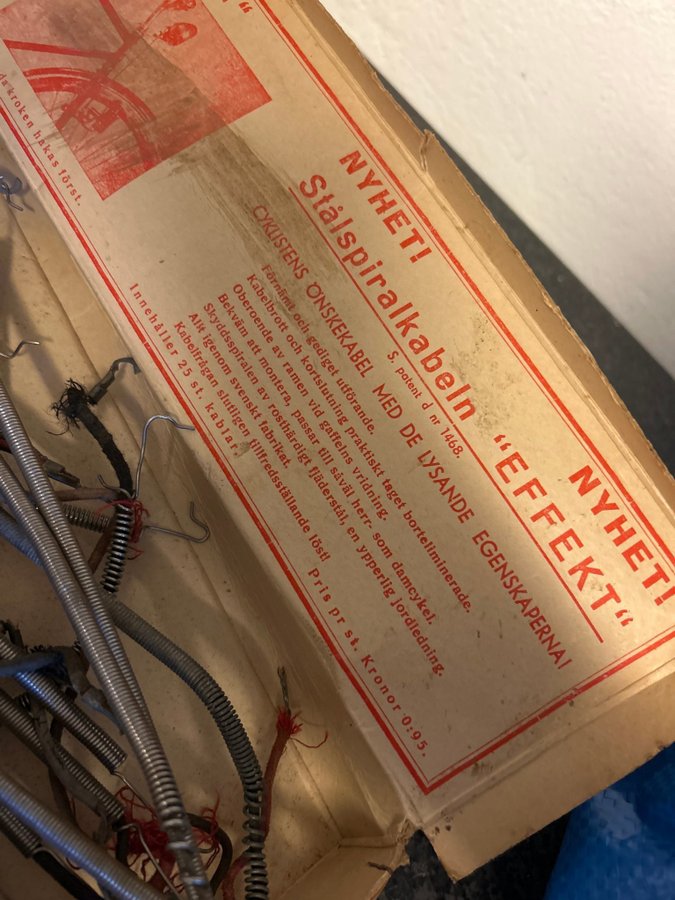 da kroken hakas först.
NYHET! NYHET!
Stålspiralkabeln “EFFEKT“
S. patent d nr 1468.
CYKLISTENS ÖNSKEKABEL MED DE LYSANDE EGENSKAPERNA!
och gediget utförande.
Kabelbrott och kortslutning praktiskt taget borteliminerade.
Oberoende av ramen vid gaffelns vridning.
Bekväm att montera, passar till såväl herr- som damcykel.
Skyddsspiralen av rosthärdigt fjäderstål, en ypperlig jordledning.
Allt igenom svenskt fabrikat.
Kabelfrågan slutligen tillfredsställande löst!
Innehåller 25 st. kablar. Pris pr st. Kronor 0:95.